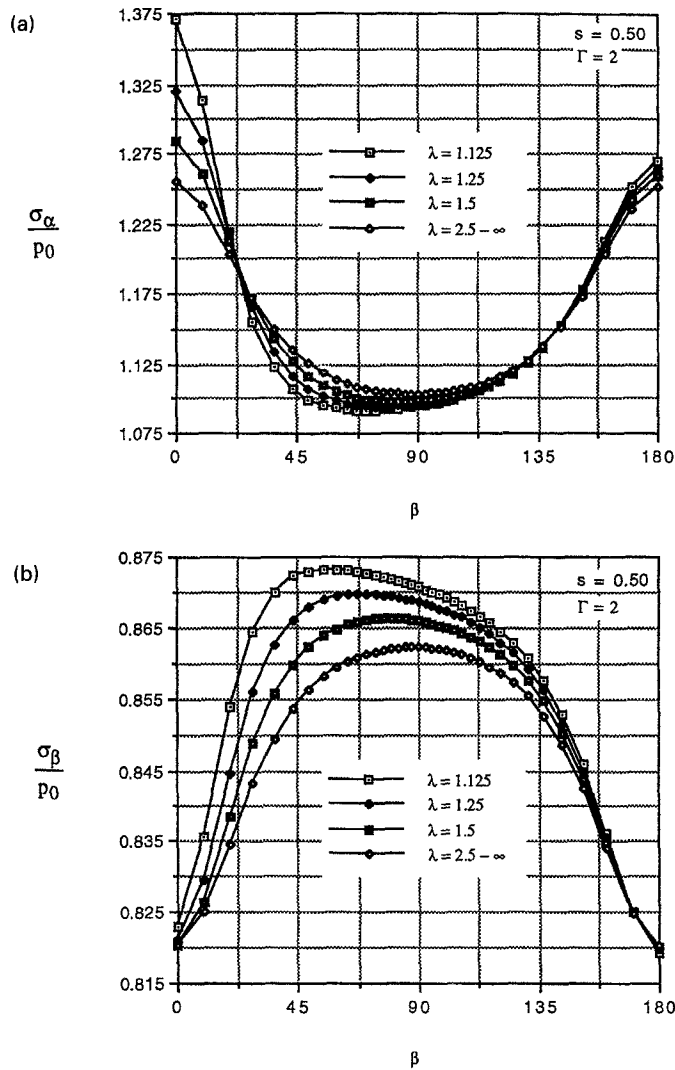 (a)
1.375
1.325
1.275
1.225
1.175
1.125
1.075
σα
p0
s = 0.50
Γ = 2
λ = 1.125
λ = 1.25
λ = 1.5
λ = 2.5 – ∞
0 45 90 135 180
β
(b)
0.875
0.865
0.855
0.845
0.835
0.825
0.815
σβ
p0
s = 0.50
Γ = 2
λ = 1.125
λ = 1.25
λ = 1.5
λ = 2.5 – ∞
0 45 90 135 180
β